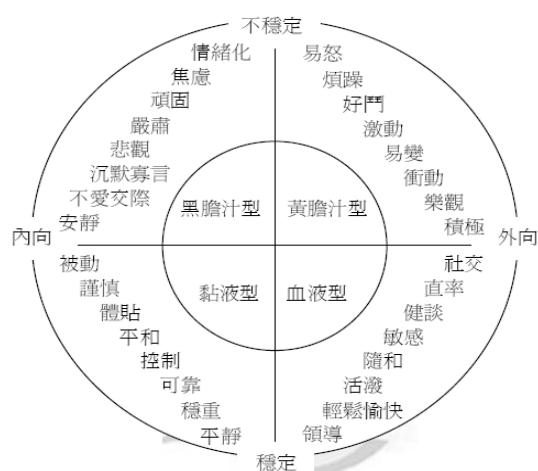 不穩定
情緒化 易怒
焦慮 煩躁
頑固 好鬥
嚴肅 激動
悲觀 易變
沉默寡言 衝動
不愛交際 樂觀
安靜 積極
黑膽汁型 黃膽汁型
內向 外向
被動 社交
謹慎 直率
黏液型 血液型
體貼 健談
平和 敏感
控制 隨和
可靠 活潑
穩重 輕鬆愉快
平靜 領導
穩定